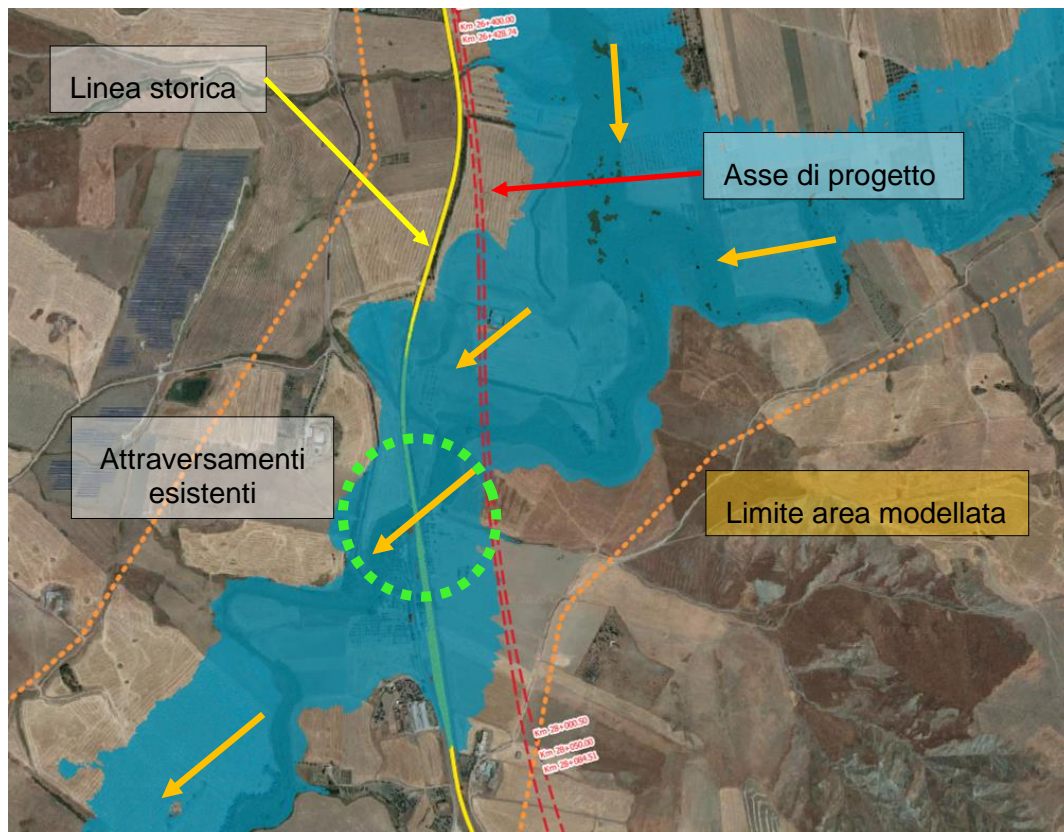 Km 26+400.00
Km 26+428.74
Linea storica
Asse di progetto
Attraversamenti
esistenti
Limite area modellata
Km 28+000.50
Km 28+050.00
Km 28+084.51